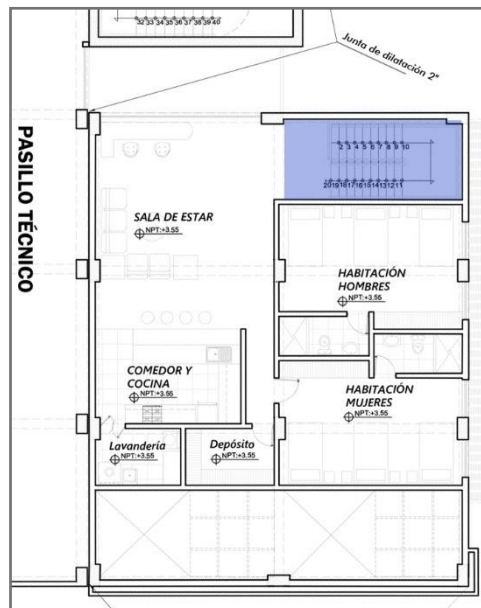 32 33 34 35 36 37 38 39 40
Junta de dilatación 2"
PASILLO TÉCNICO
2 3 4 5 6 7 8 9 10
20 19 18 17 16 15 14 13 12 11
SALA DE ESTAR
NPT:+3.55
HABITACIÓN
HOMBRES
NPT:+3.55
COMEDOR Y
COCINA
NPT:+3.55
HABITACIÓN
MUJERES
NPT:+3.55
Lavandería
NPT:+3.55
Depósito
NPT:+3.55